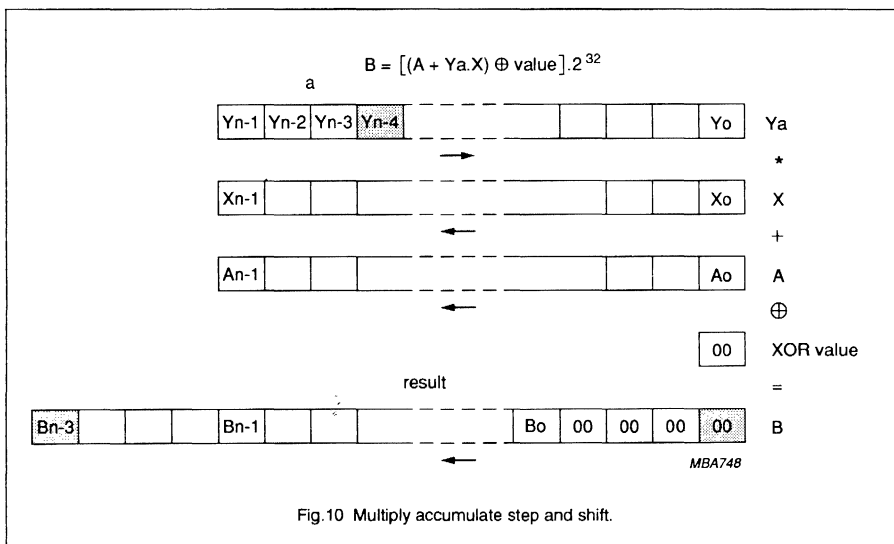 B = [(A + Ya.X) ⊕ value].2^32
a
Yn-1 Yn-2 Yn-3 Yn-4 Yo Ya
*
Xn-1 Xo X
+
An-1 Ao A
⊕
00 XOR value
result =
Bn-3 Bn-1 Bo 00 00 00 00 B
MBA748
Fig.10 Multiply accumulate step and shift.